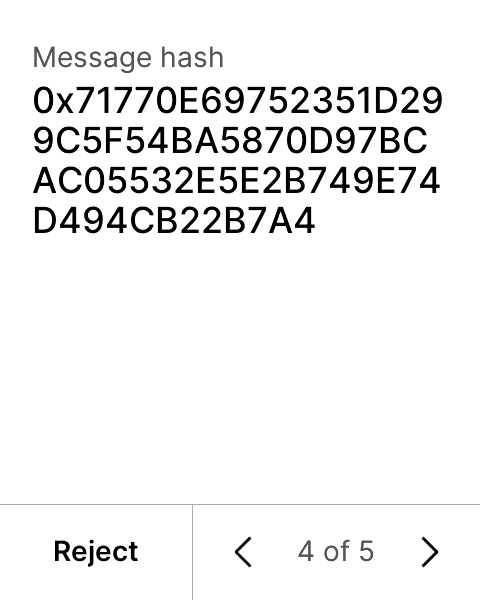 Message hash
0x71770E69752351D29
9C5F54BA5870D97BC
AC05532E5E2B749E74
D494CB22B7A4
Reject
4 of 5